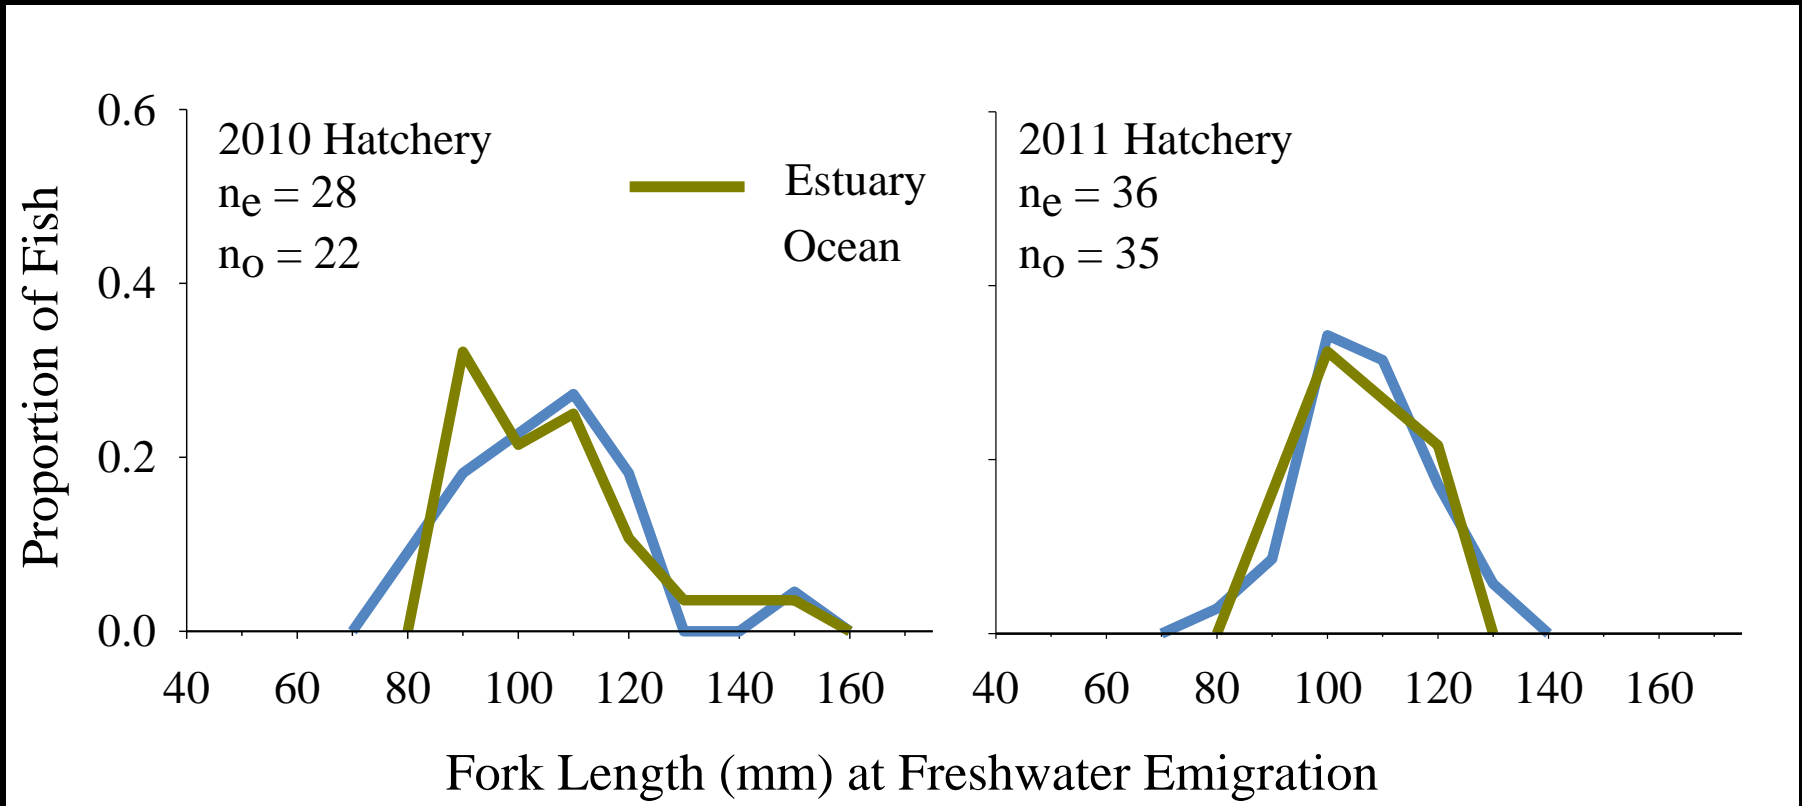 Proportion of Fish
0.6
0.4
0.2
0.0
2010 Hatchery
ne = 28
no = 22
Estuary
Ocean
40 60 80 100 120 140 160
2011 Hatchery
ne = 36
no = 35
40 60 80 100 120 140 160
Fork Length (mm) at Freshwater Emigration